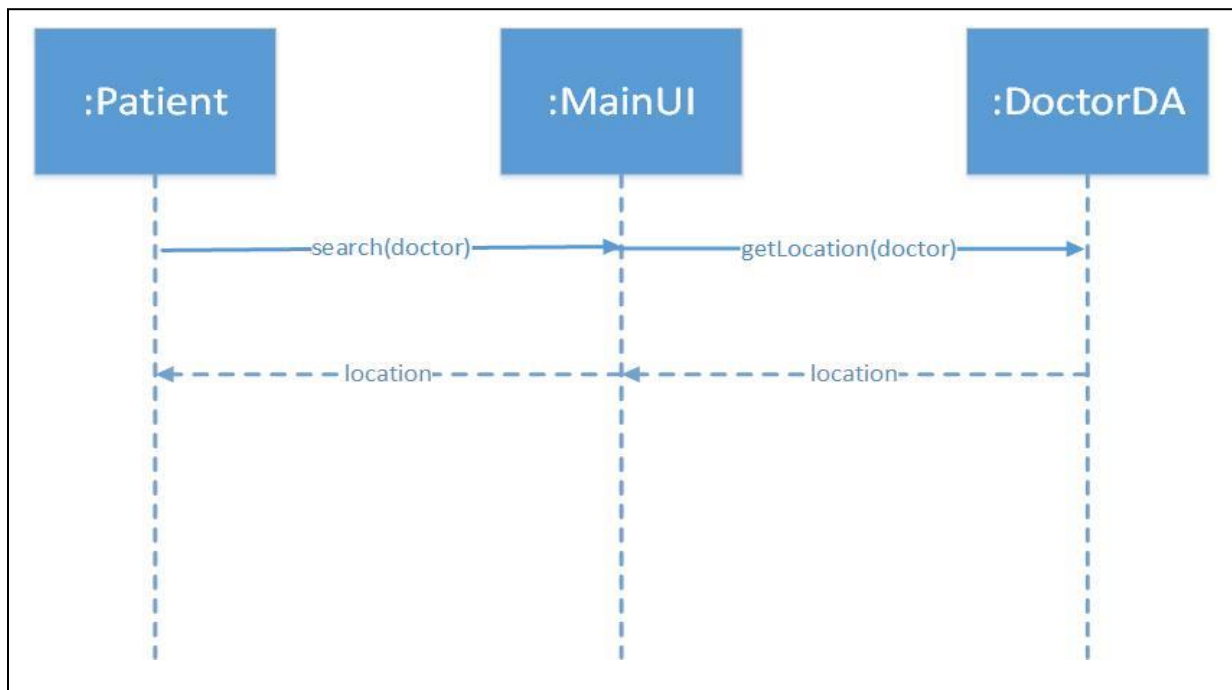 :Patient
:MainUI
:DoctorDA
search(doctor)
getLocation(doctor)
location
location